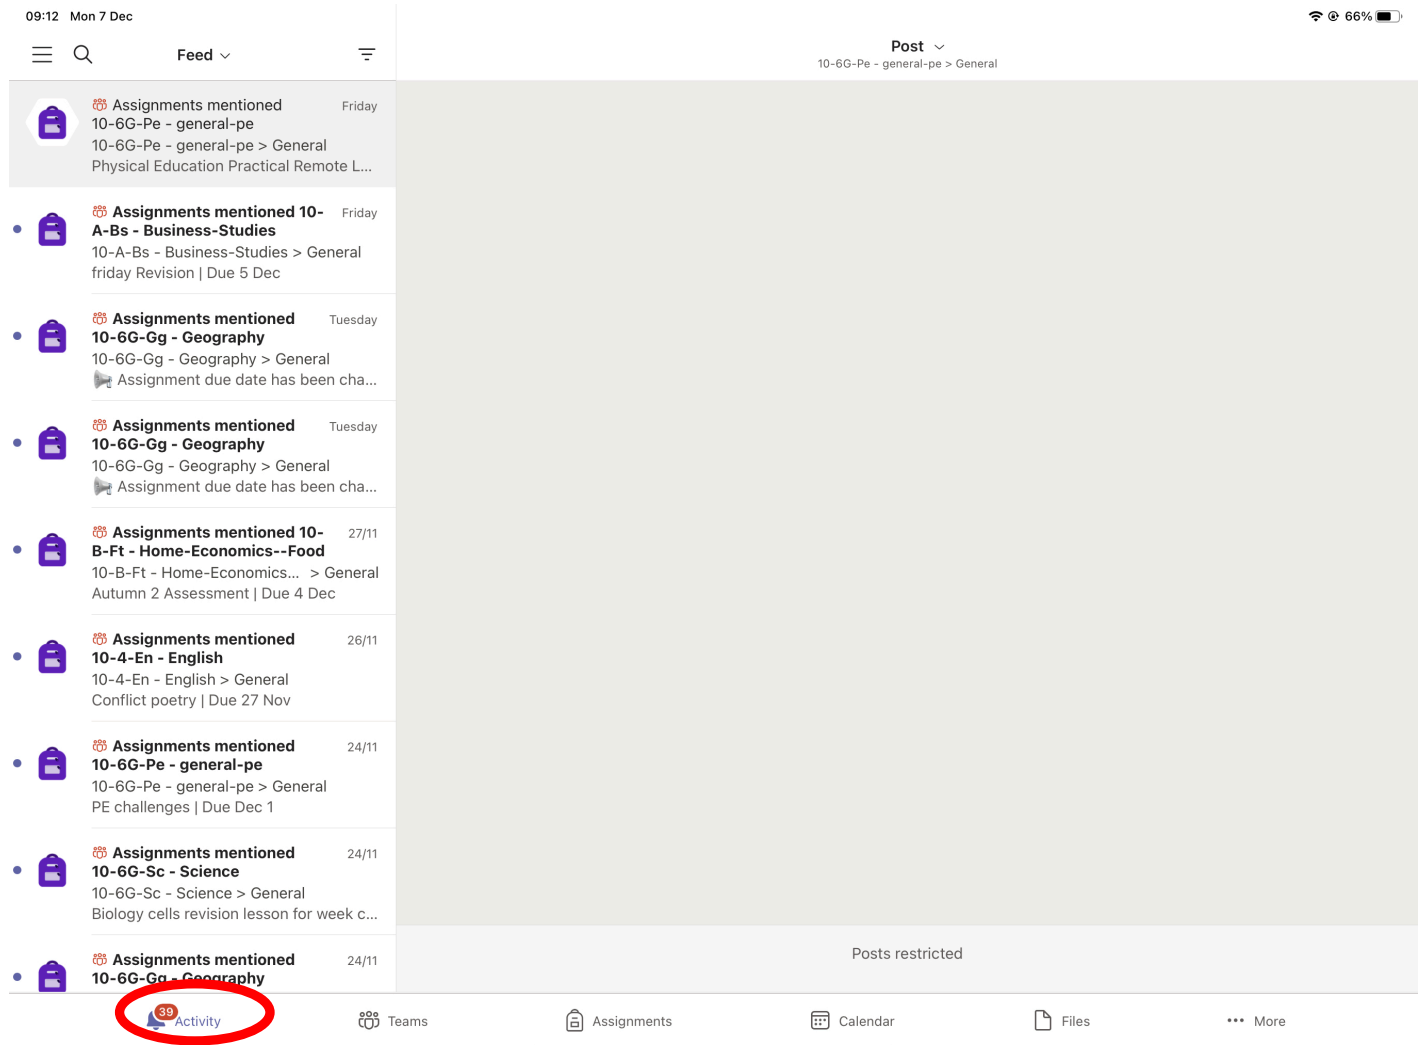 09:12 Mon 7 Dec
66%
Feed
Post
10-6G-Pe - general-pe > General
Assignments mentioned Friday
10-6G-Pe - general-pe
10-6G-Pe - general-pe > General
Physical Education Practical Remote L...
Assignments mentioned 10- Friday
A-Bs - Business-Studies
10-A-Bs - Business-Studies > General
friday Revision | Due 5 Dec
Assignments mentioned Tuesday
10-6G-Gg - Geography
10-6G-Gg - Geography > General
Assignment due date has been cha...
Assignments mentioned Tuesday
10-6G-Gg - Geography
10-6G-Gg - Geography > General
Assignment due date has been cha...
Assignments mentioned 10- 27/11
B-Ft - Home-Economics--Food
10-B-Ft - Home-Economics... > General
Autumn 2 Assessment | Due 4 Dec
Assignments mentioned 26/11
10-4-En - English
10-4-En - English > General
Conflict poetry | Due 27 Nov
Assignments mentioned 24/11
10-6G-Pe - general-pe
10-6G-Pe - general-pe > General
PE challenges | Due Dec 1
Assignments mentioned 24/11
10-6G-Sc - Science
10-6G-Sc - Science > General
Biology cells revision lesson for week c...
Assignments mentioned 24/11
10-6G-Gg - Geography
Posts restricted
39 Activity
Teams
Assignments
Calendar
Files
More